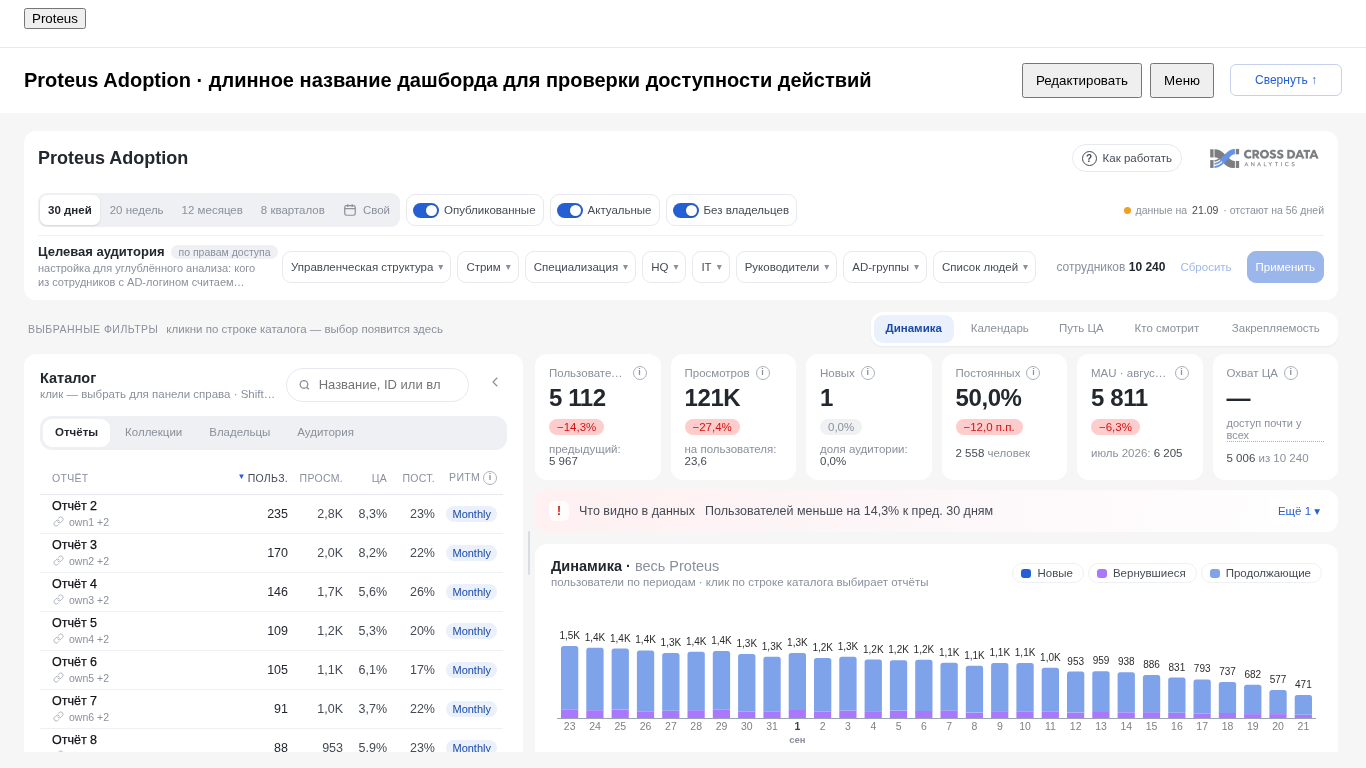 Proteus
Proteus Adoption · длинное название дашборда для проверки доступности действий
Редактировать
Меню
Свернуть ↑
Proteus Adoption
? Как работать
CROSS DATA
ANALYTICS
30 дней 20 недель 12 месяцев 8 кварталов Свой
Опубликованные Актуальные Без владельцев
данные на 21.09 · отстают на 56 дней
Целевая аудитория по правам доступа
настройка для углублённого анализа: кого
из сотрудников с AD-логином считаем…
Управленческая структура ▾ Стрим ▾ Специализация ▾ HQ ▾ IT ▾ Руководители ▾ AD-группы ▾ Список людей ▾
сотрудников 10 240 Сбросить Применить
ВЫБРАННЫЕ ФИЛЬТРЫ кликни по строке каталога — выбор появится здесь
Динамика Календарь Путь ЦА Кто смотрит Закрепляемость
Каталог
клик — выбрать для панели справа · Shift…
Название, ID или вл
Отчёты Коллекции Владельцы Аудитория
ОТЧЁТ ▼ ПОЛЬЗ. ПРОСМ. ЦА ПОСТ. РИТМ i
Отчёт 2
own1 +2
235 2,8K 8,3% 23% Monthly
Отчёт 3
own2 +2
170 2,0K 8,2% 22% Monthly
Отчёт 4
own3 +2
146 1,7K 5,6% 26% Monthly
Отчёт 5
own4 +2
109 1,2K 5,3% 20% Monthly
Отчёт 6
own5 +2
105 1,1K 6,1% 17% Monthly
Отчёт 7
own6 +2
91 1,0K 3,7% 22% Monthly
Отчёт 8
88 953 5,9% 23% Monthly
Пользовате… i
5 112
−14,3%
предыдущий:
5 967
Просмотров i
121K
−27,4%
на пользователя:
23,6
Новых i
1
0,0%
доля аудитории:
0,0%
Постоянных i
50,0%
−12,0 п.п.
2 558 человек
MAU · авгус… i
5 811
−6,3%
июль 2026: 6 205
Охват ЦА i
—
доступ почти у
всех
5 006 из 10 240
! Что видно в данных Пользователей меньше на 14,3% к пред. 30 дням
Ещё 1 ▾
Динамика · весь Proteus
пользователи по периодам · клик по строке каталога выбирает отчёты
Новые Вернувшиеся Продолжающие
1,5K 1,4K 1,4K 1,4K 1,3K 1,4K 1,4K 1,3K 1,3K 1,3K 1,2K 1,3K 1,2K 1,2K 1,2K 1,1K 1,1K 1,1K 1,1K 1,0K 953 959 938 886 831 793 737 682 577 471
23 24 25 26 27 28 29 30 31 1 2 3 4 5 6 7 8 9 10 11 12 13 14 15 16 17 18 19 20 21
сен